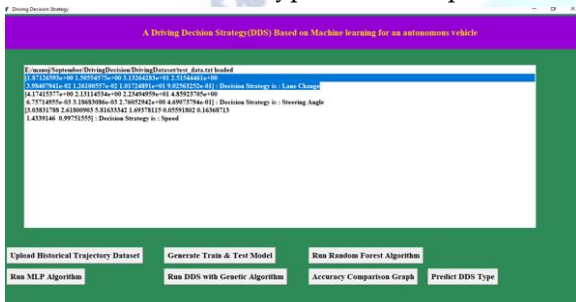 Driving Decision Strategy
A Driving Decision Strategy(DDS) Based on Machine learning for an autonomous vehicle
E:/manoj/September/DrivingDecision/DrivingDataset/test_data.txt loaded
[1.87126593e+00 1.50554575e+00 3.13264283e+01 2.51544461e+00
3.98407941e-02 1.26100557e-02 1.01724891e+01 9.02563252e-01] : Decision Strategy is : Lane Change
[4.17415377e+00 2.13114534e+00 2.23494959e+01 4.85923705e+00
6.75714955e-03 3.18683086e-03 2.76052942e+00 4.69073794e-01] : Decision Strategy is : Steering Angle
[3.03831788 2.61800903 5.81633342 1.69378115 0.05591802 0.16368713
1.4339146 0.99751555] : Decision Strategy is : Speed
Upload Historical Trajectory Dataset Generate Train & Test Model Run Random Forest Algorithm
Run MLP Algorithm Run DDS with Genetic Algorithm Accuracy Comparison Graph Predict DDS Type